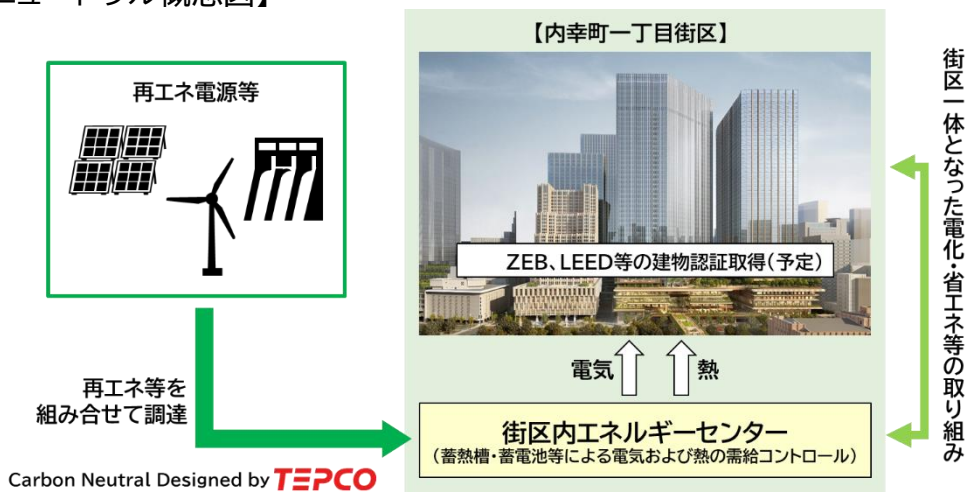 【内幸町一丁目街区】
再エネ電源等
ZEB、LEED等の建物認証取得(予定)
街区一体となった電化・省エネ等の取り組み
電気
熱
再エネ等を
組み合せて調達
街区内エネルギーセンター
(蓄熱槽・蓄電池等による電気および熱の需給コントロール)
Carbon Neutral Designed by TEPCO